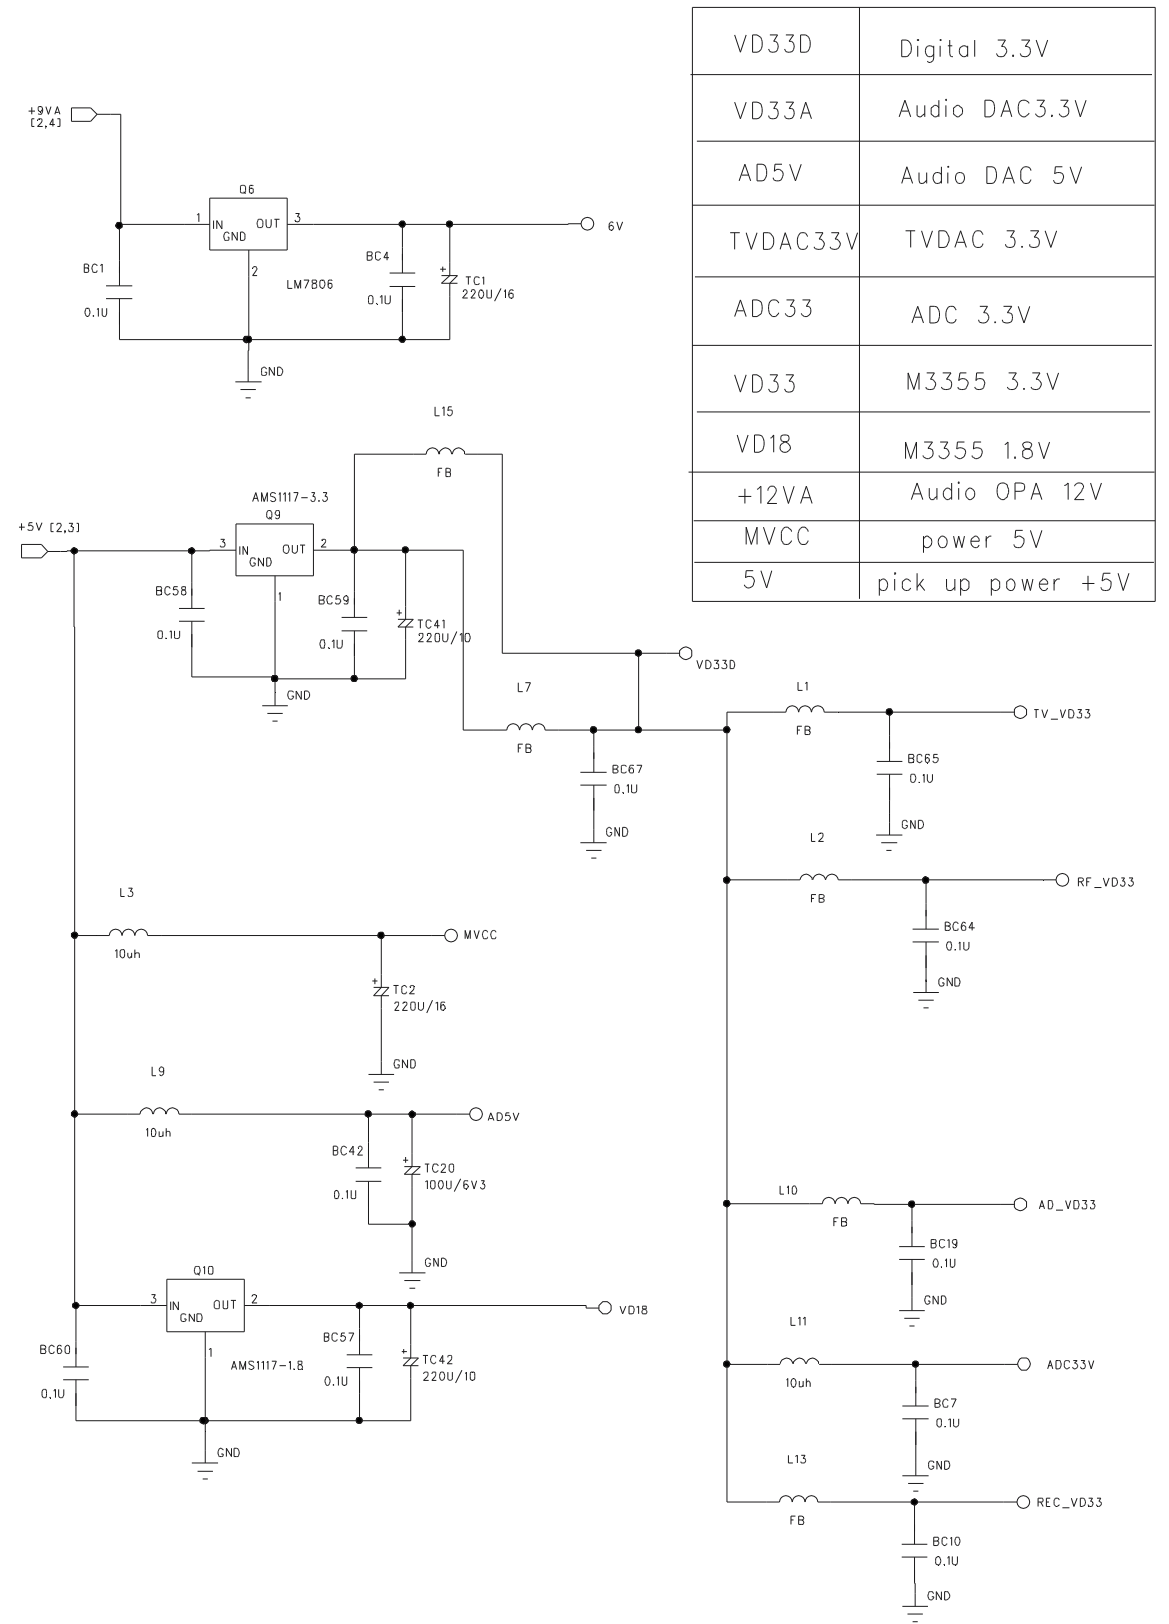 VD33D Digital 3.3V
VD33A Audio DAC3.3V
AD5V Audio DAC 5V
TVDAC33V TVDAC 3.3V
ADC33 ADC 3.3V
VD33 M3355 3.3V
VD18 M3355 1.8V
+12VA Audio OPA 12V
MVCC power 5V
5V pick up power +5V
+9VA
[2,4]
Q6
1 IN OUT 3
GND
2
LM7806
BC1
0.1U
BC4
0.1U
TC1
220U/16
6V
GND
L15
FB
AMS1117-3.3
Q9
+5V [2,3]
3 IN OUT 2
GND
1
BC58
0.1U
BC59
0.1U
TC41
220U/10
GND
VD33D
L7
FB
BC67
0.1U
GND
L1
FB
TV_VD33
BC65
0.1U
GND
L2
FB
RF_VD33
BC64
0.1U
GND
L3
10uh
MVCC
TC2
220U/16
GND
L9
10uh
AD5V
BC42
0.1U
TC20
100U/6V3
GND
L10
FB
AD_VD33
BC19
0.1U
GND
Q10
3 IN OUT 2
GND
1
AMS1117-1.8
BC60
0.1U
BC57
0.1U
TC42
220U/10
VD18
GND
L11
10uh
ADC33V
BC7
0.1U
GND
L13
FB
REC_VD33
BC10
0.1U
GND